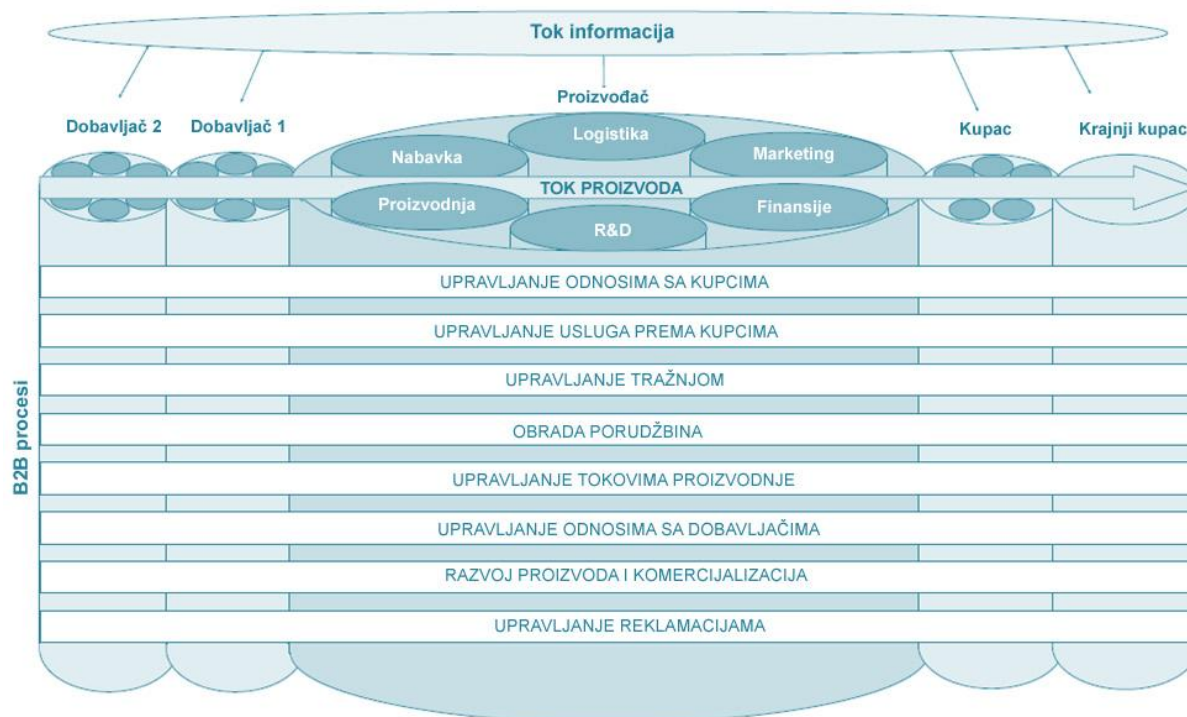 Tok informacija
Proizvođač
Dobavljač 2
Dobavljač 1
Kupac
Krajnji kupac
Logistika
Nabavka
Marketing
TOK PROIZVODA
Proizvodnja
Finansije
R&D
B2B procesi
UPRAVLJANJE ODNOSIMA SA KUPCIMA
UPRAVLJANJE USLUGA PREMA KUPCIMA
UPRAVLJANJE TRAŽNJOM
OBRADA PORUDŽBINA
UPRAVLJANJE TOKOVIMA PROIZVODNJE
UPRAVLJANJE ODNOSIMA SA DOBAVLJAČIMA
RAZVOJ PROIZVODA I KOMERCIJALIZACIJA
UPRAVLJANJE REKLAMACIJAMA